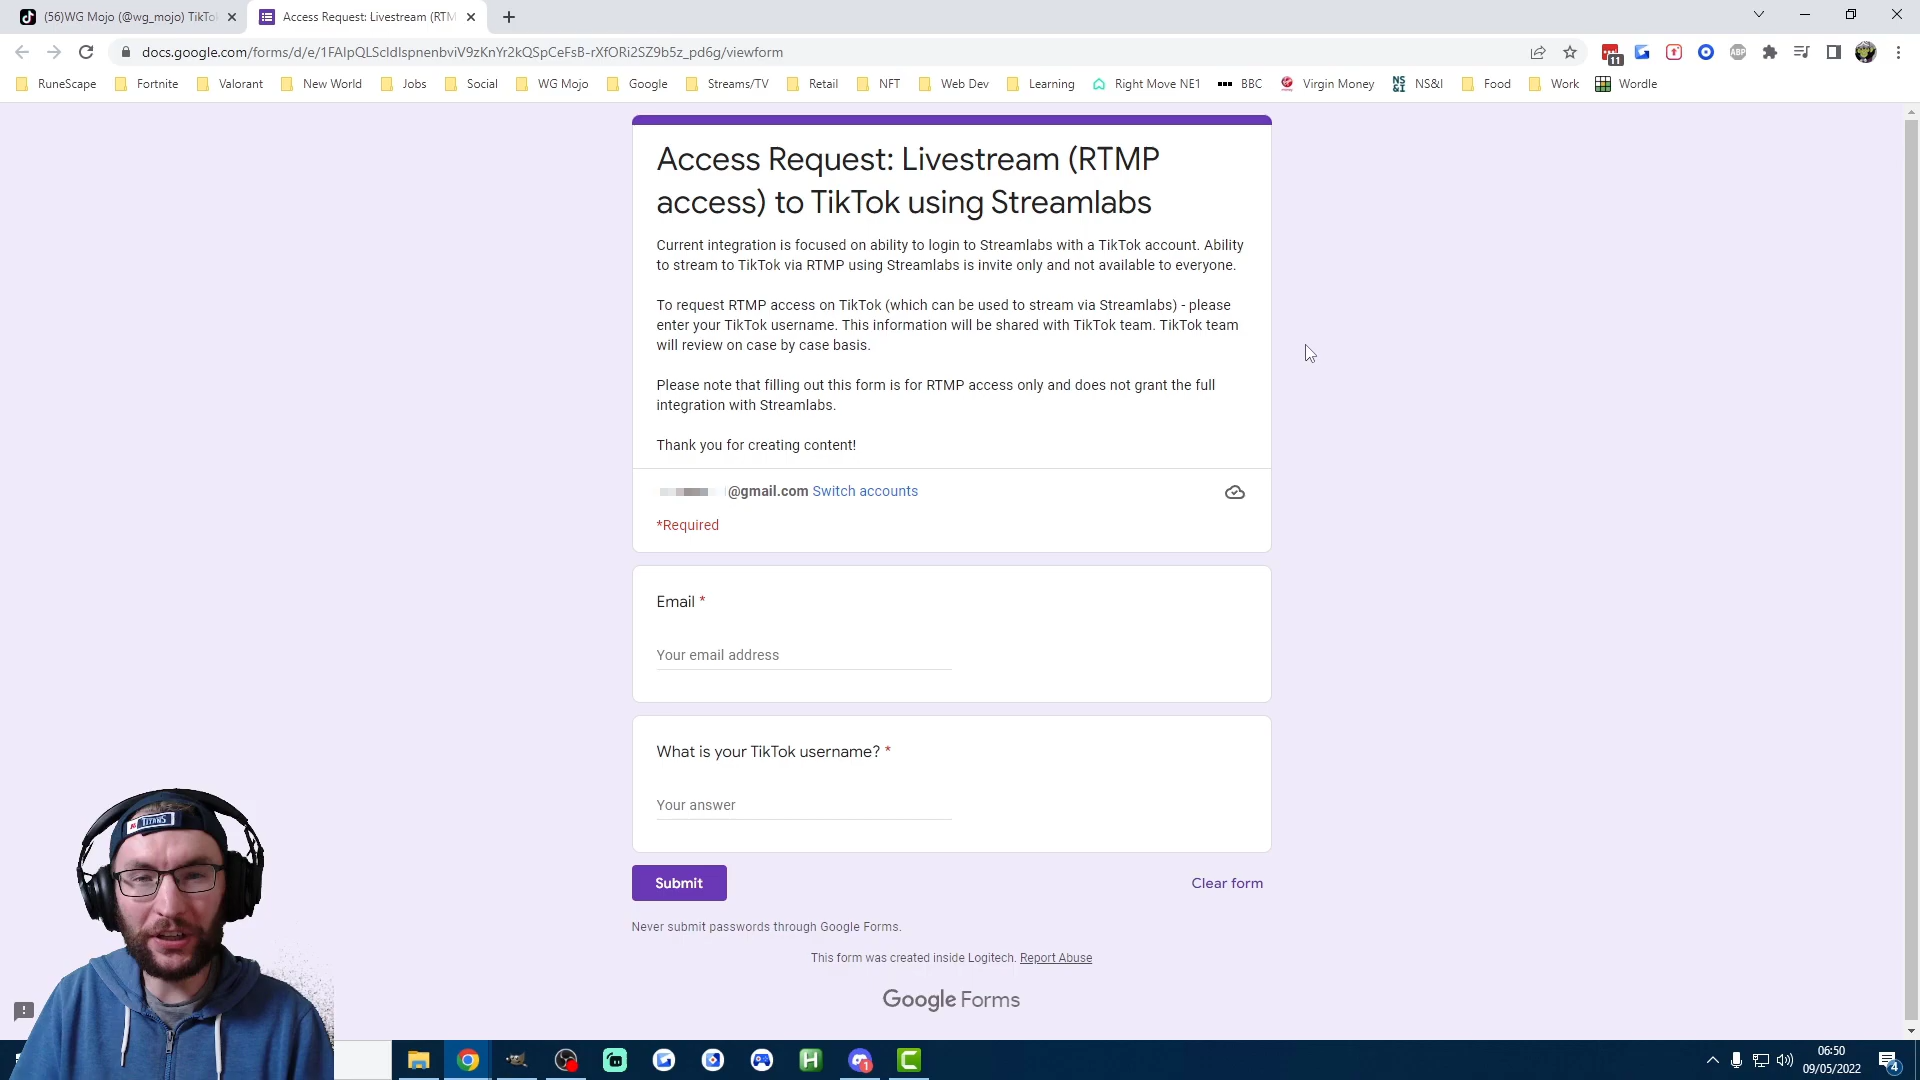 (56)WG Mojo (@wg_mojo) TikTo
Access Request: Livestream (RTM
docs.google.com/forms/d/e/1FAIpQLScIdIspnenbviV9zKnYr2kQSpCeFsB-rXfORi2SZ9b5z_pd6g/viewform
11
ABP
RuneScape
Fortnite
Valorant
New World
Jobs
Social
WG Mojo
Google
Streams/TV
Retail
NFT
Web Dev
Learning
Right Move NE1
BBC
Virgin Money
NS&I
Food
Work
Wordle
Access Request: Livestream (RTMP
access) to TikTok using Streamlabs
Current integration is focused on ability to login to Streamlabs with a TikTok account. Ability
to stream to TikTok via RTMP using Streamlabs is invite only and not available to everyone.
To request RTMP access on TikTok (which can be used to stream via Streamlabs) - please
enter your TikTok username. This information will be shared with TikTok team. TikTok team
will review on case by case basis.
Please note that filling out this form is for RTMP access only and does not grant the full
integration with Streamlabs.
Thank you for creating content!
@gmail.com Switch accounts
*Required
Email *
Your email address
What is your TikTok username? *
Your answer
Submit
Clear form
Never submit passwords through Google Forms.
This form was created inside Logitech. Report Abuse
Google Forms
TITANS
H
1
06:50
09/05/2022
4